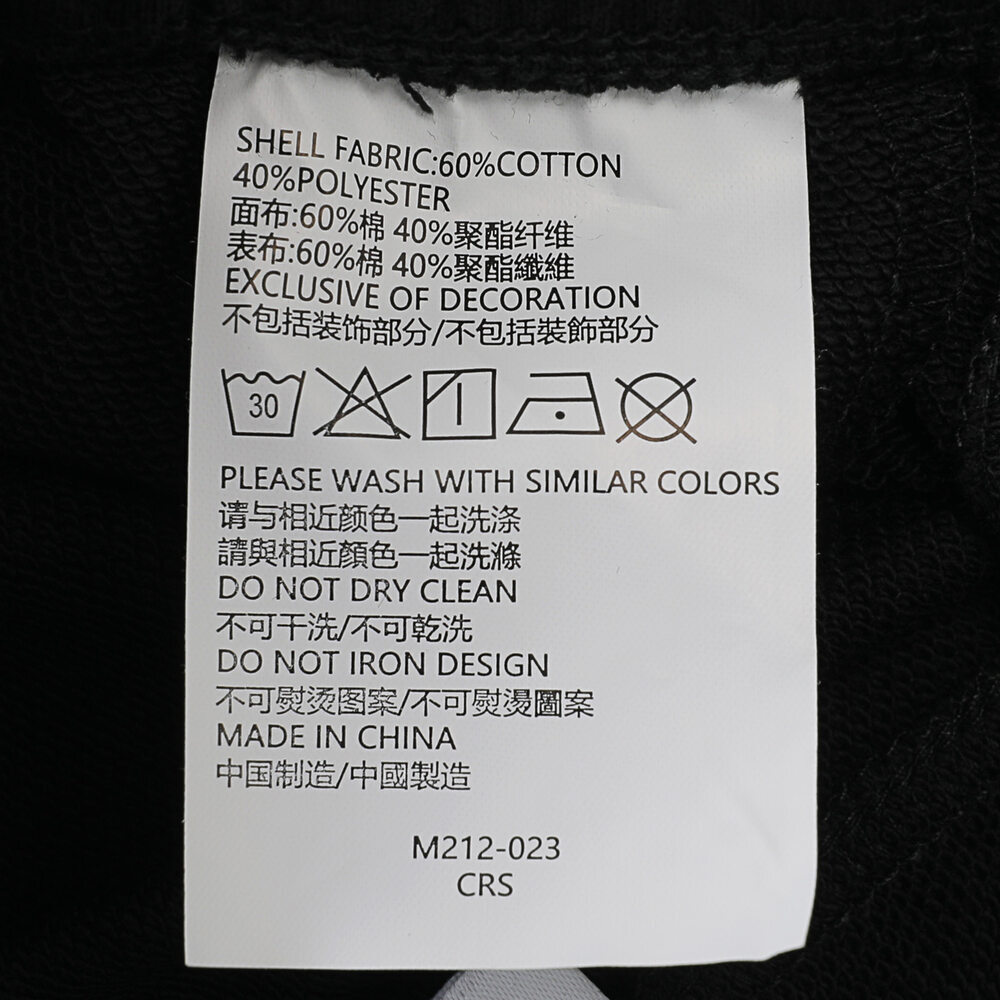 SHELL FABRIC:60%COTTON
40%POLYESTER
面布:60%棉 40%聚酯纤维
表布:60%棉 40%聚酯纖維
EXCLUSIVE OF DECORATION
不包括装饰部分/不包括裝飾部分
30
PLEASE WASH WITH SIMILAR COLORS
请与相近颜色一起洗涤
請與相近顏色一起洗滌
DO NOT DRY CLEAN
不可干洗/不可乾洗
DO NOT IRON DESIGN
不可熨烫图案/不可熨燙圖案
MADE IN CHINA
中国制造/中國製造
M212-023
CRS